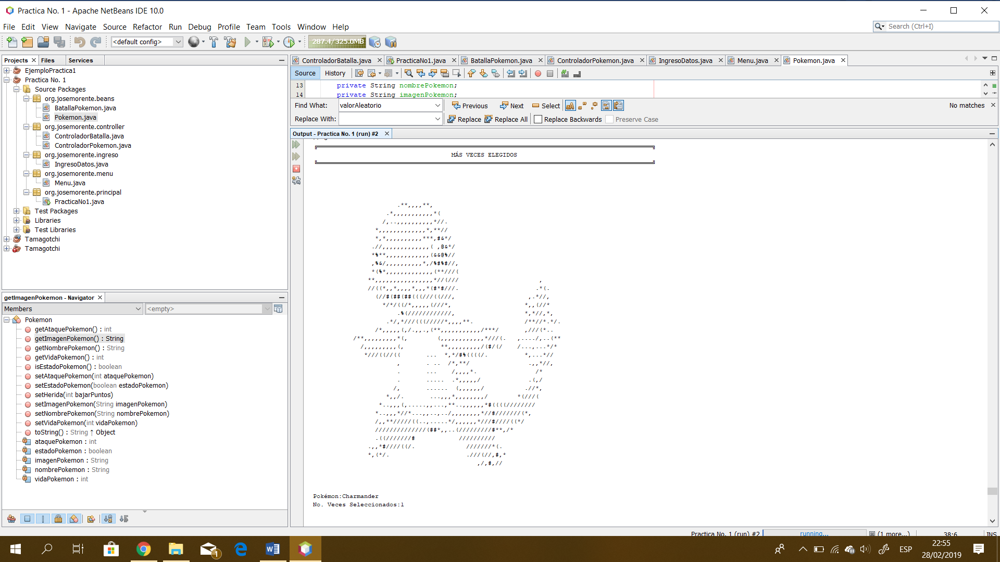 Practica No. 1 - Apache NetBeans IDE 10.0
File Edit View Navigate Source Refactor Run Debug Profile Team Tools Window Help
Search (Ctrl+I)
<default config>
287.4/325.0MB
Projects Files Services
EjemploPractica1
Practica No. 1
Source Packages
org.josemorente.beans
BatallaPokemon.java
Pokemon.java
org.josemorente.controller
ControladorBatalla.java
ControladorPokemon.java
org.josemorente.ingreso
IngresoDatos.java
org.josemorente.menu
Menu.java
org.josemorente.principal
PracticaNo1.java
Test Packages
Libraries
Test Libraries
Tamagotchi
Tamagotchi
getImagenPokemon - Navigator
Members
<empty>
Pokemon
getAtaquePokemon() : int
getImagenPokemon() : String
getNombrePokemon() : String
getVidaPokemon() : int
isEstadoPokemon() : boolean
setAtaquePokemon(int ataquePokemon)
setEstadoPokemon(boolean estadoPokemon)
setHerida(int bajarPuntos)
setImagenPokemon(String imagenPokemon)
setNombrePokemon(String nombrePokemon)
setVidaPokemon(int vidaPokemon)
toString() : String ↑ Object
ataquePokemon : int
estadoPokemon : boolean
imagenPokemon : String
nombrePokemon : String
vidaPokemon : int
ControladorBatalla.java PracticaNo1.java BatallaPokemon.java ControladorPokemon.java IngresoDatos.java Menu.java Pokemon.java
Source History
13 private String nombrePokemon;
14 private String imagenPokemon;
Find What: valorAleatorio Previous Next Select No matches
Replace With: Replace Replace All Replace Backwards Preserve Case
Output - Practica No. 1 (run) #2
MÁS VECES ELEGIDOS
Pokémon:Charmander
No. Veces Seleccionados:1
Practica No. 1 (run) #2 running... (1 more...) 38:6 INS
1
ESP
22:55
28/02/2019